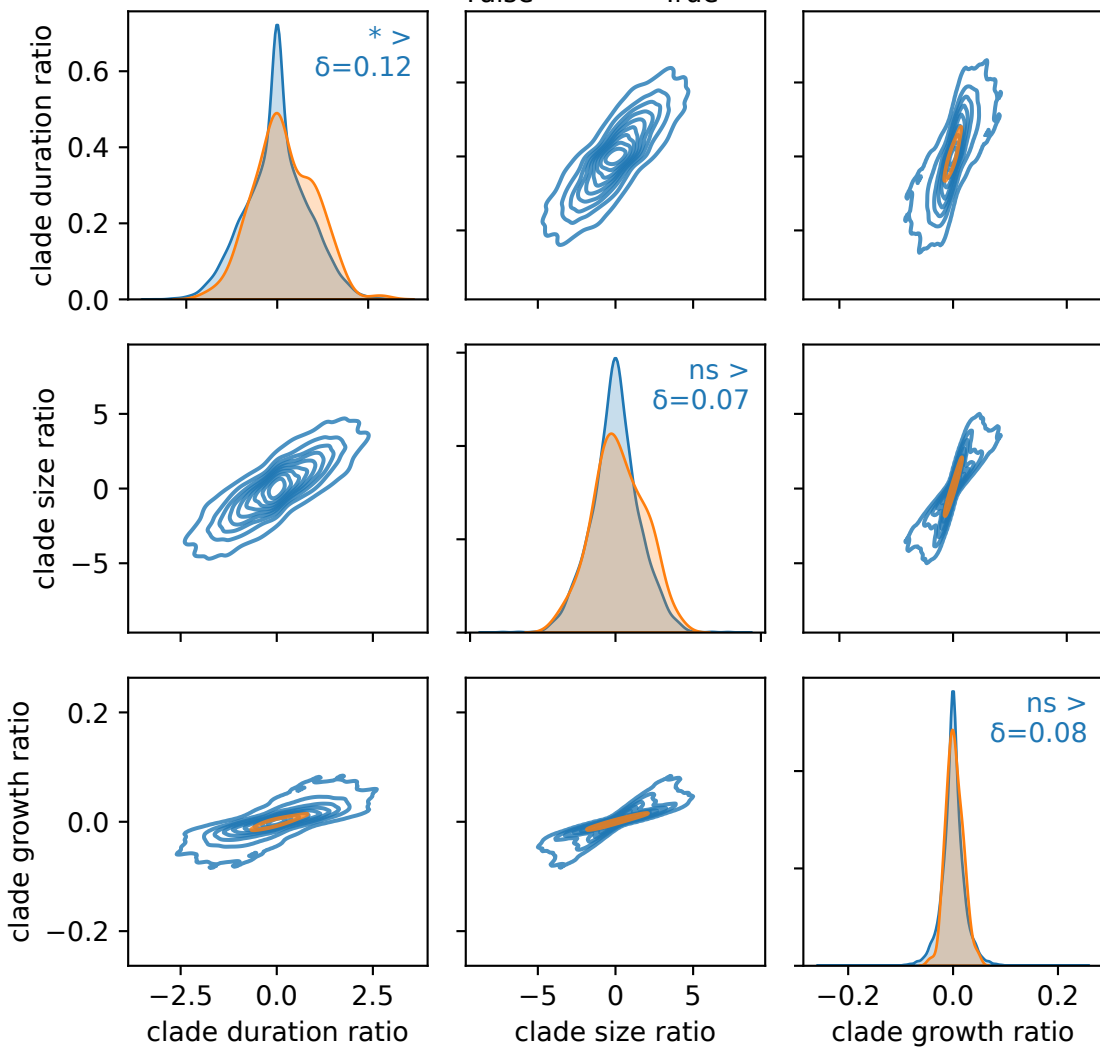 * >
δ=0.12
clade duration ratio
0.6
0.4
0.2
0.0
ns >
δ=0.07
clade size ratio
5
0
−5
ns >
δ=0.08
clade growth ratio
0.2
0.0
−0.2
−2.5 0.0 2.5
−5 0 5
−0.2 0.0 0.2
clade duration ratio
clade size ratio
clade growth ratio